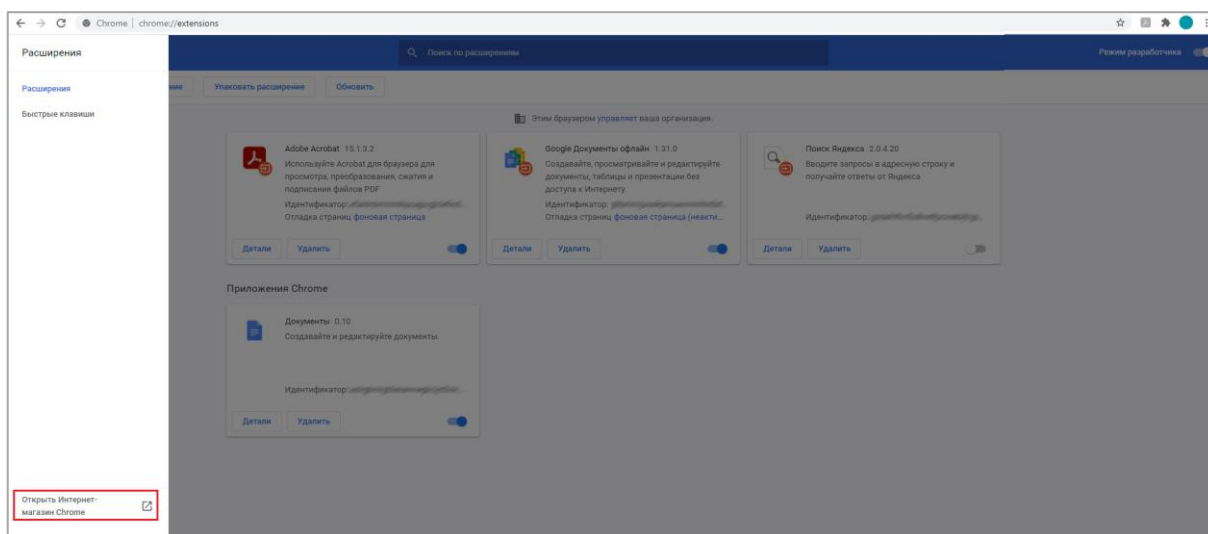 Chrome | chrome://extensions
Расширения
Поиск по расширениям
Режим разработчика
Расширения
Быстрые клавиши
Упаковать расширение
Обновить
Этим браузером управляет ваша организация.
Adobe Acrobat 15.1.3.2
Используйте Acrobat для браузера для
просмотра, преобразования, сжатия и
подписания файлов PDF
Идентификатор:
Отладка страниц фоновая страница
Детали
Удалить
Google Документы офлайн 1.31.0
Создавайте, просматривайте и редактируйте
документы, таблицы и презентации без
доступа к Интернету.
Идентификатор:
Отладка страниц фоновая страница (неакти...
Детали
Удалить
Поиск Яндекса 2.0.4.20
Вводите запросы в адресную строку и
получайте ответы от Яндекса
Идентификатор:
Детали
Удалить
Приложения Chrome
Документы 0.10
Создавайте и редактируйте документы.
Идентификатор:
Детали
Удалить
Открыть Интернет-
магазин Chrome